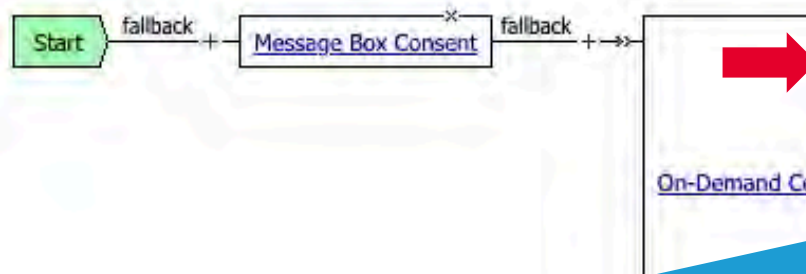 Start
fallback
Message Box Consent
fallback
On-Demand